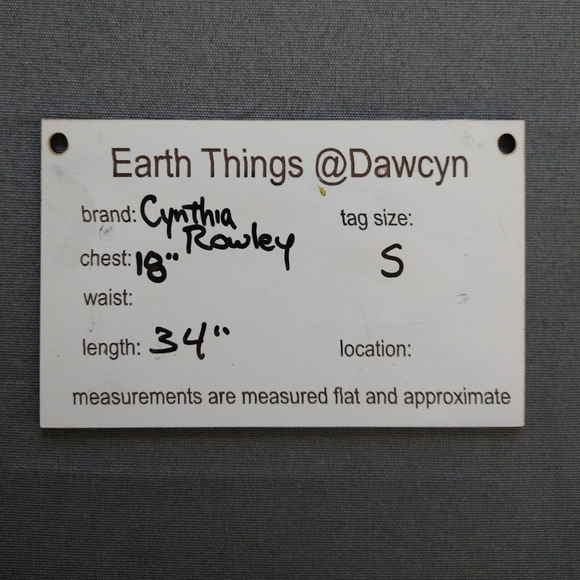 Earth Things @Dawcyn
brand: Cynthia Rowley
tag size: S
chest: 18"
waist:
length: 34"
location:
measurements are measured flat and approximate